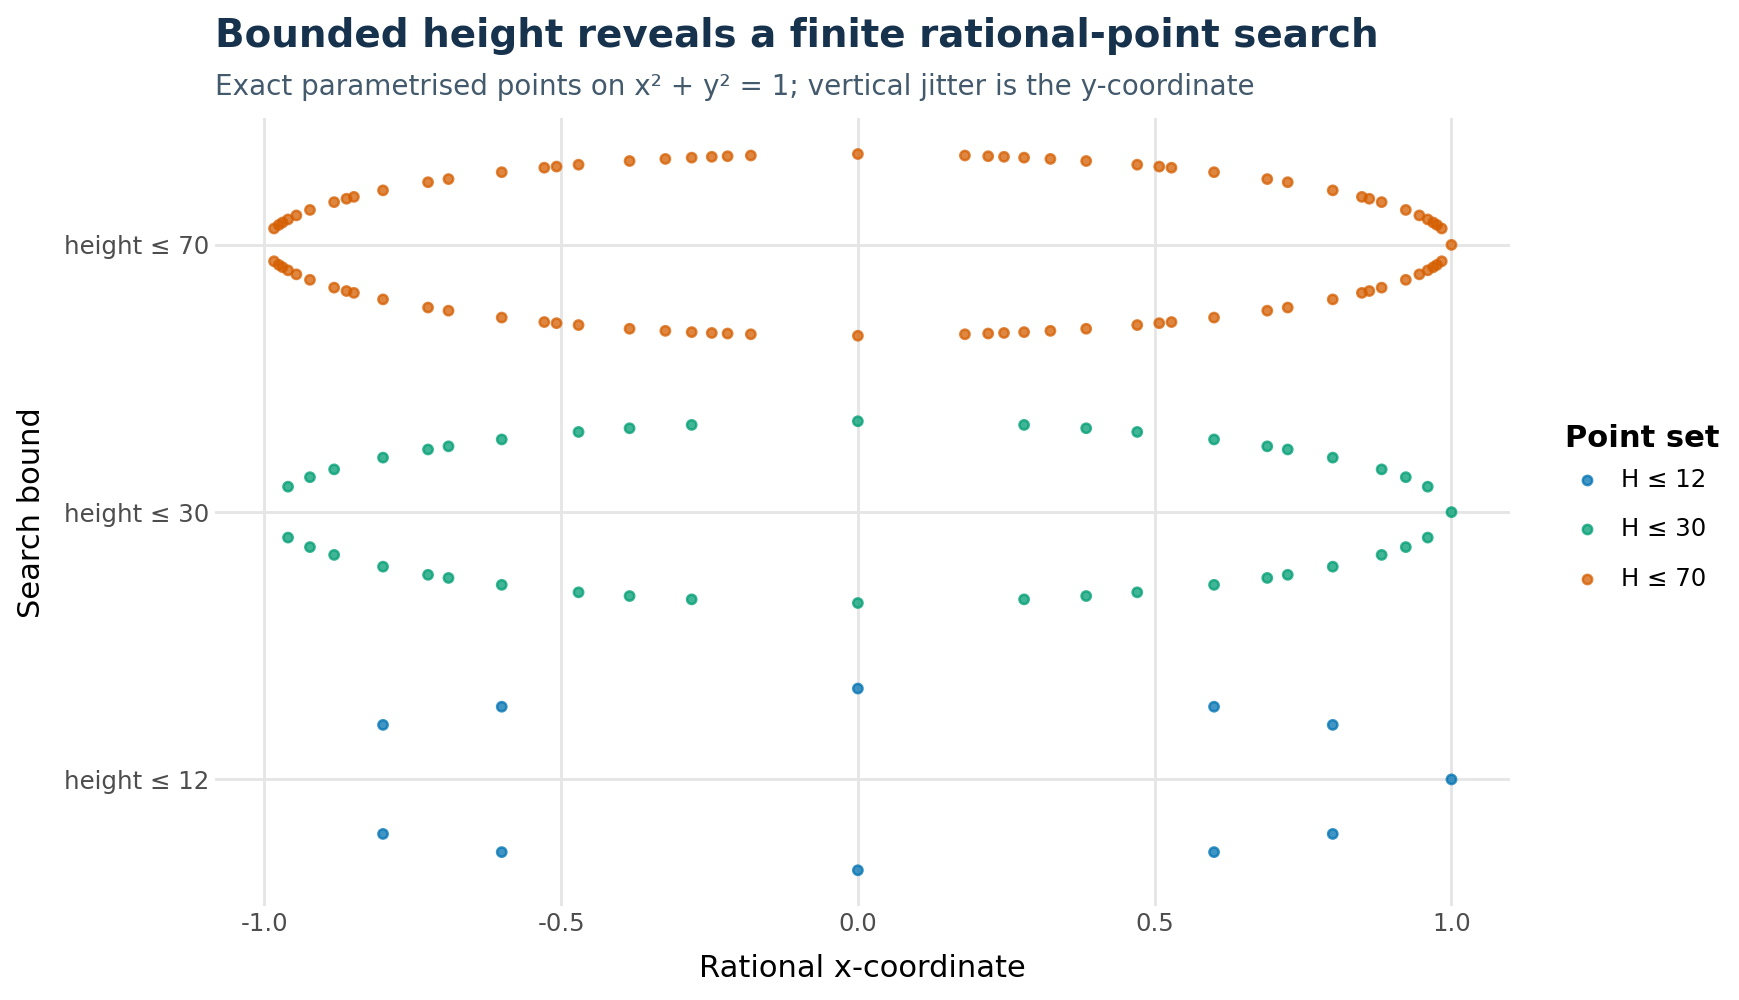 Bounded height reveals a finite rational-point search
Exact parametrised points on x² + y² = 1; vertical jitter is the y-coordinate
Search bound
height ≤ 70
height ≤ 30
height ≤ 12
-1.0
-0.5
0.0
0.5
1.0
Rational x-coordinate
Point set
H ≤ 12
H ≤ 30
H ≤ 70